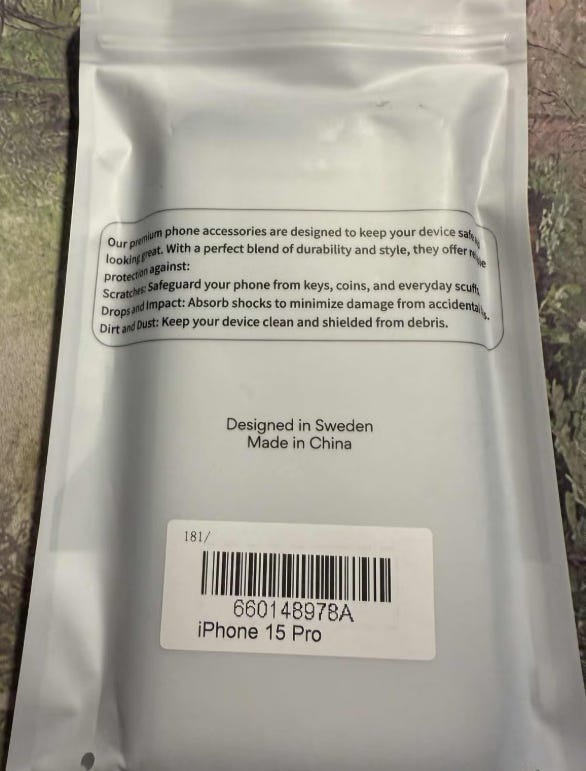 Our premium phone accessories are designed to keep your device safe
looking great. With a perfect blend of durability and style, they offer
protection against:
Scratches: Safeguard your phone from keys, coins, and everyday scuffs
Drops and Impact: Absorb shocks to minimize damage from accidental
Dirt and Dust: Keep your device clean and shielded from debris.
Designed in Sweden
Made in China
181/
660148978A
iPhone 15 Pro